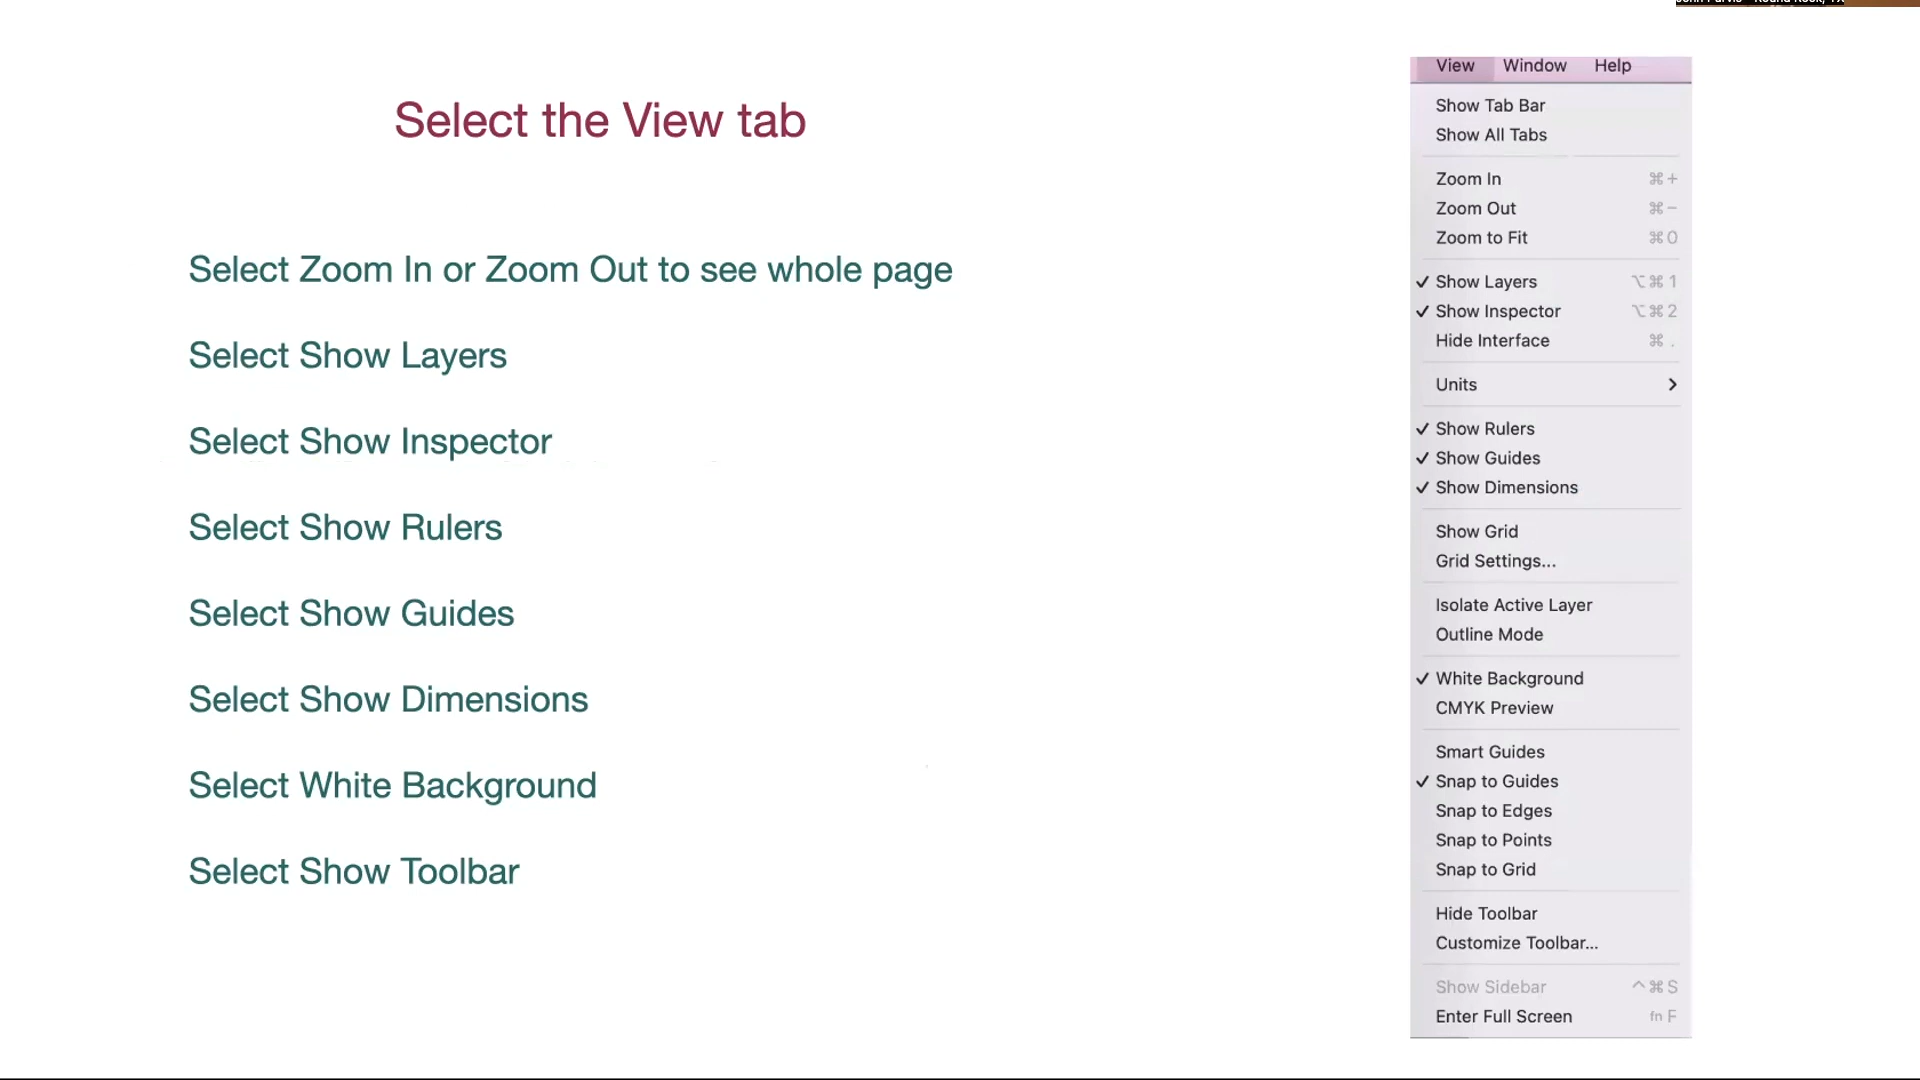 Select the View tab
Select Zoom In or Zoom Out to see whole page
Select Show Layers
Select Show Inspector
Select Show Rulers
Select Show Guides
Select Show Dimensions
Select White Background
Select Show Toolbar
View Window Help
Show Tab Bar
Show All Tabs
Zoom In ⌘ +
Zoom Out ⌘ −
Zoom to Fit ⌘ 0
✓ Show Layers ⌥ ⌘ 1
✓ Show Inspector ⌥ ⌘ 2
Hide Interface ⌘ .
Units >
✓ Show Rulers
✓ Show Guides
✓ Show Dimensions
Show Grid
Grid Settings...
Isolate Active Layer
Outline Mode
✓ White Background
CMYK Preview
Smart Guides
✓ Snap to Guides
Snap to Edges
Snap to Points
Snap to Grid
Hide Toolbar
Customize Toolbar...
Show Sidebar ^ ⌘ S
Enter Full Screen fn F